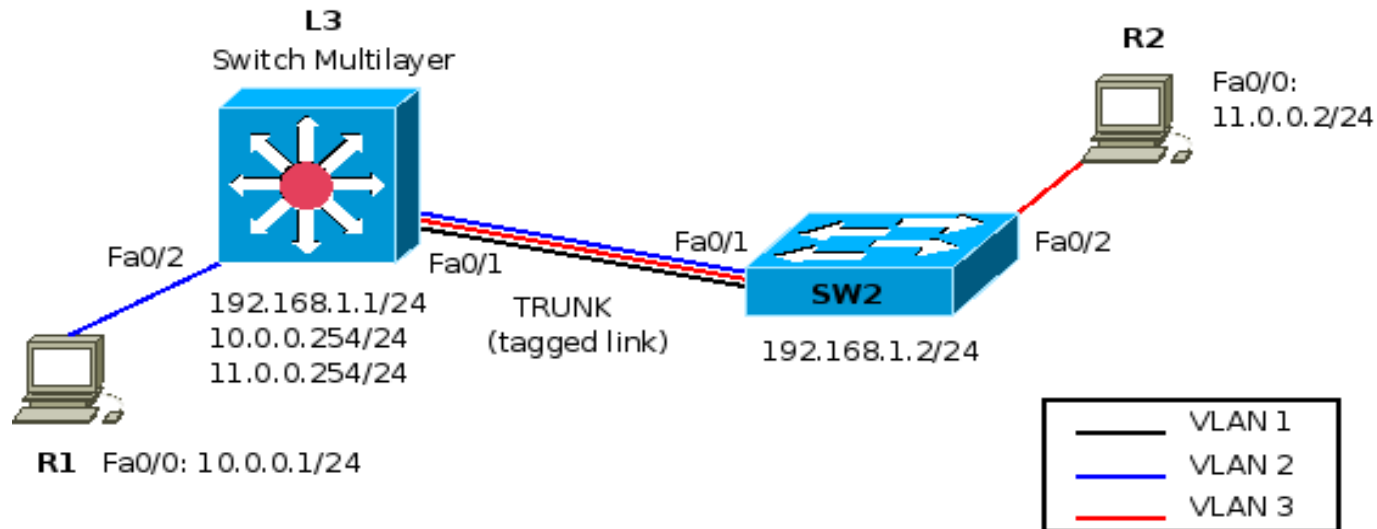 L3
Switch Multilayer
R2
Fa0/0:
11.0.0.2/24
Fa0/2
Fa0/1
Fa0/1
Fa0/2
192.168.1.1/24
10.0.0.254/24
11.0.0.254/24
TRUNK
(tagged link)
SW2
192.168.1.2/24
R1 Fa0/0: 10.0.0.1/24
VLAN 1
VLAN 2
VLAN 3